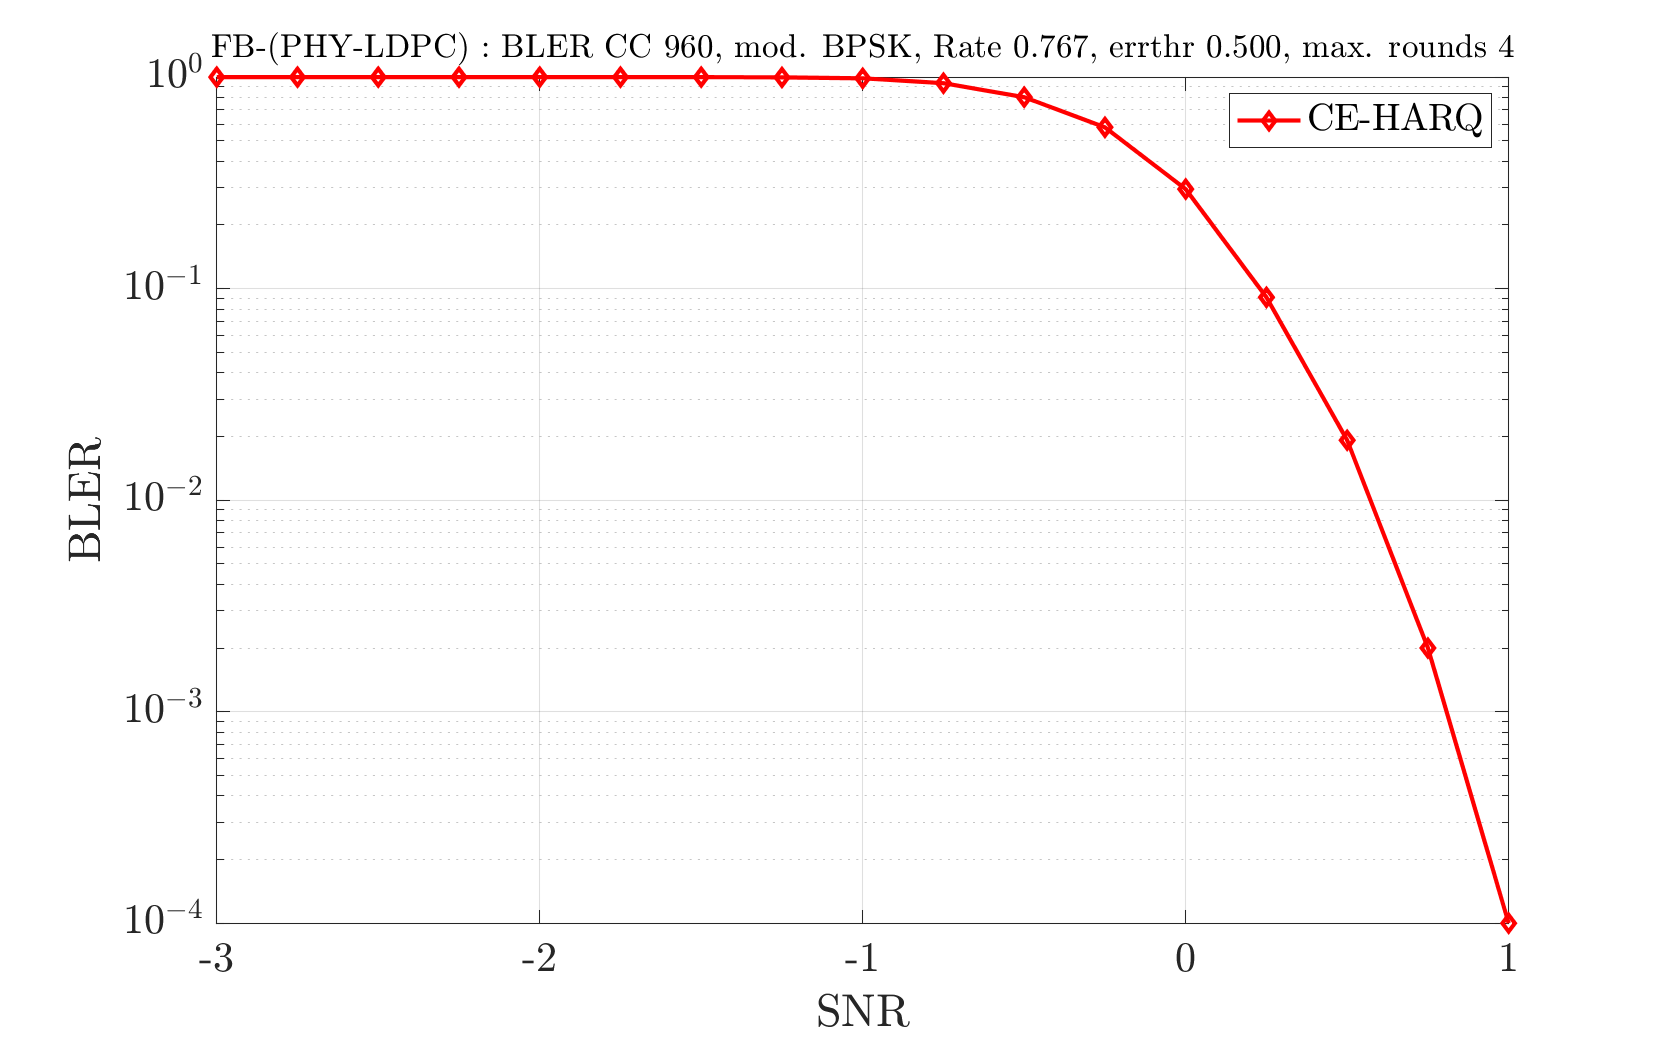 FB-(PHY-LDPC) : BLER CC 960, mod. BPSK, Rate 0.767, errthr 0.500, max. rounds 4
10^0
CE-HARQ
10^−1
10^−2
10^−3
10^−4
BLER
-3 -2 -1 0 1
SNR